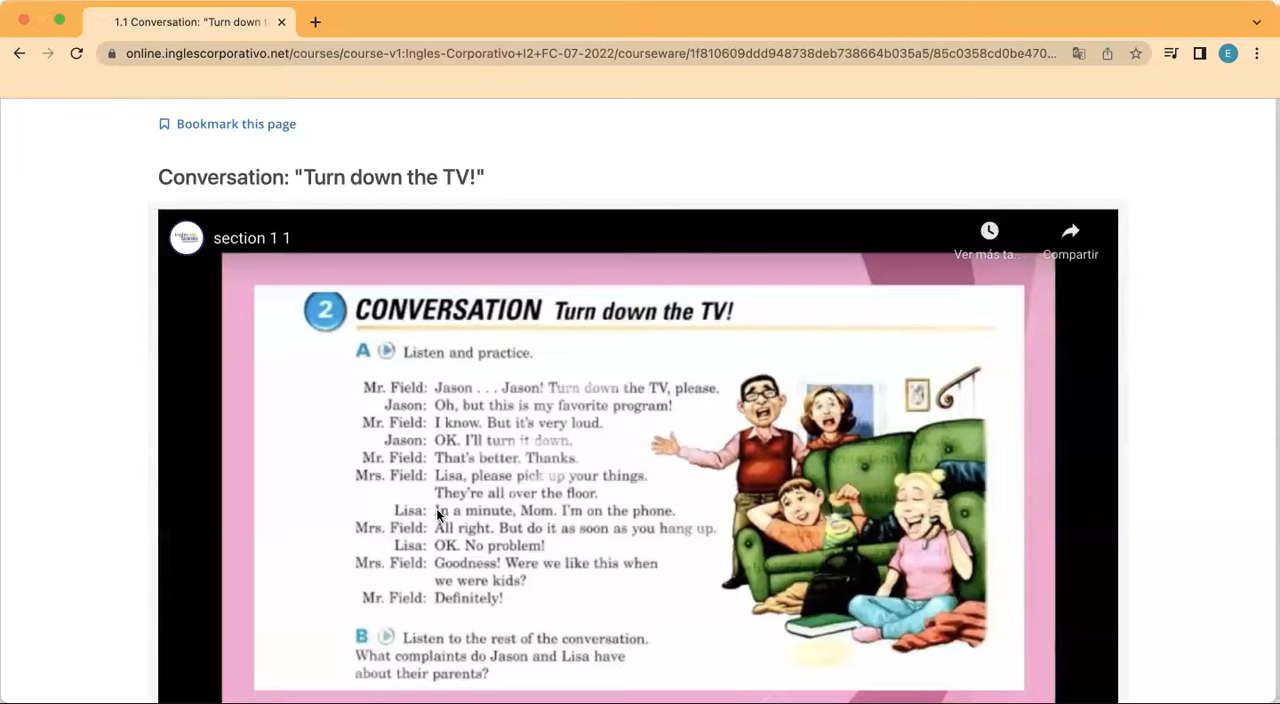 1.1 Conversation: "Turn down t
online.inglescorporativo.net/courses/course-v1:Ingles-Corporativo+I2+FC-07-2022/courseware/1f810609ddd948738deb738664b035a5/85c0358cd0be470...
E
Bookmark this page
Conversation: "Turn down the TV!"
section 1 1
Ver más ta...
Compartir
2 CONVERSATION Turn down the TV!
A Listen and practice.
Mr. Field: Jason . . . Jason! Turn down the TV, please.
Jason: Oh, but this is my favorite program!
Mr. Field: I know. But it's very loud.
Jason: OK. I'll turn it down.
Mr. Field: That's better. Thanks.
Mrs. Field: Lisa, please pick up your things.
They're all over the floor.
Lisa: In a minute, Mom. I'm on the phone.
Mrs. Field: All right. But do it as soon as you hang up.
Lisa: OK. No problem!
Mrs. Field: Goodness! Were we like this when
we were kids?
Mr. Field: Definitely!
B Listen to the rest of the conversation.
What complaints do Jason and Lisa have
about their parents?